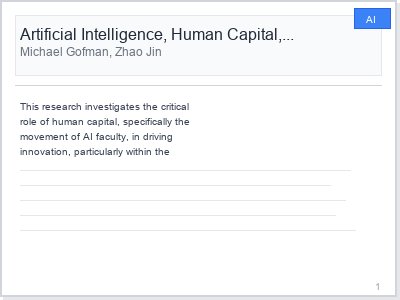 AI
Artificial Intelligence, Human Capital,...
Michael Gofman, Zhao Jin
This research investigates the critical
role of human capital, specifically the
movement of AI faculty, in driving
innovation, particularly within the
1